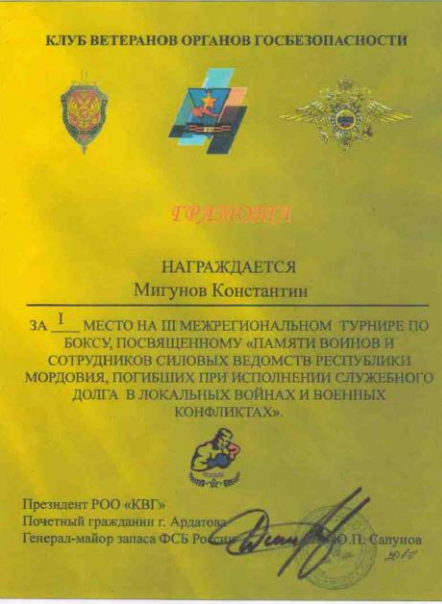 КЛУБ ВЕТЕРАНОВ ОРГАНОВ ГОСБЕЗОПАСНОСТИ
ГРАМОТА
НАГРАЖДАЕТСЯ
Мигунов Константин
ЗА I МЕСТО НА III МЕЖРЕГИОНАЛЬНОМ ТУРНИРЕ ПО
БОКСУ, ПОСВЯЩЕННОМУ «ПАМЯТИ ВОИНОВ И
СОТРУДНИКОВ СИЛОВЫХ ВЕДОМСТВ РЕСПУБЛИКИ
МОРДОВИЯ, ПОГИБШИХ ПРИ ИСПОЛНЕНИИ СЛУЖЕБНОГО
ДОЛГА В ЛОКАЛЬНЫХ ВОЙНАХ И ВОЕННЫХ
КОНФЛИКТАХ».
Президент РОО «КВГ»
Почетный гражданин г. Ардатова
Генерал-майор запаса ФСБ России Ю.П. Сапунов